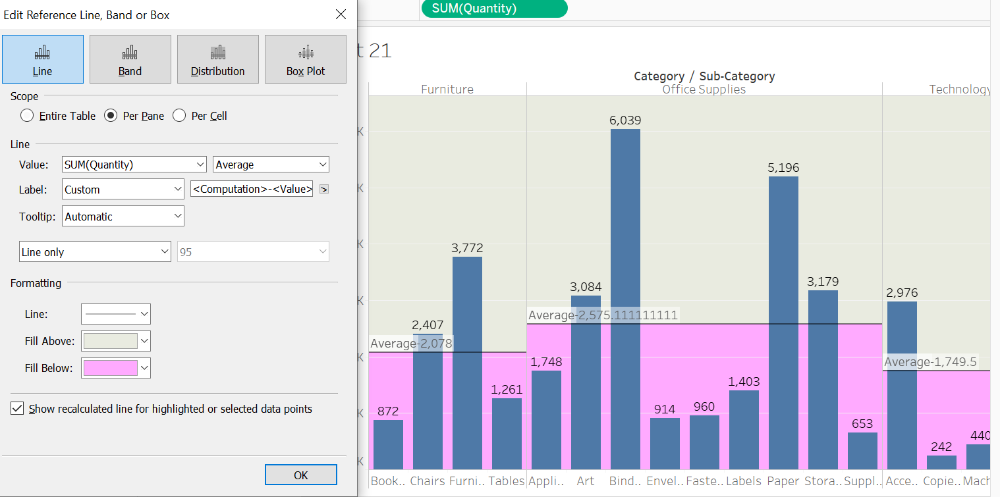 Edit Reference Line, Band or Box
Line
Band
Distribution
Box Plot
Scope
Entire Table
Per Pane
Per Cell
Line
Value:
SUM(Quantity)
Average
Label:
Custom
<Computation>-<Value>
>
Tooltip:
Automatic
Line only
95
Formatting
Line:
Fill Above:
Fill Below:
Show recalculated line for highlighted or selected data points
OK
SUM(Quantity)
t 21
Category / Sub-Category
Furniture
Office Supplies
Technology
K
K
K
K
K
K
K
6,039
5,196
3,772
3,084
3,179
2,976
Average-2,575.111111111
2,407
Average-2,078
Average-1,749.5
1,748
1,261
1,403
872
914
960
653
242
440
Book..
Chairs
Furni..
Tables
Appli..
Art
Bind..
Envel..
Faste..
Labels
Paper
Stora..
Suppl..
Acce..
Copie..
Mach